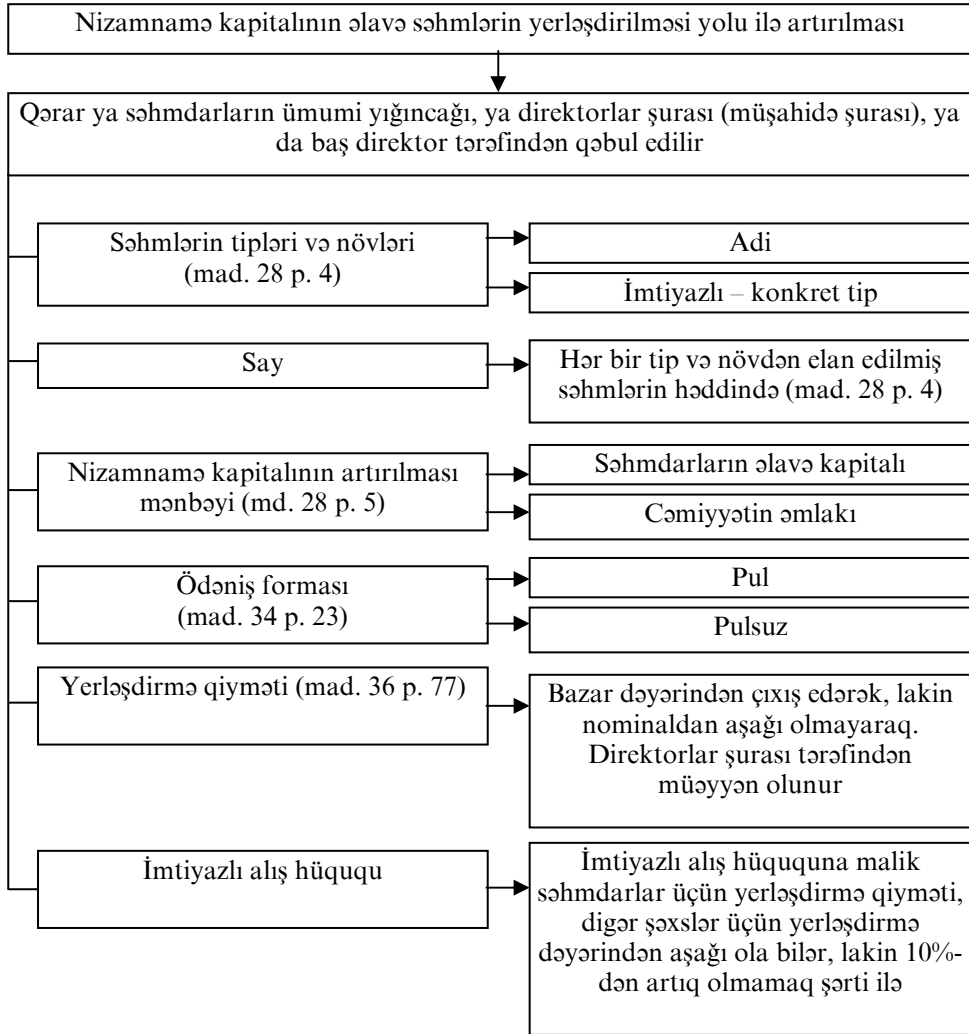 Nizamnamə kapitalının əlavə səhmlərin yerləşdirilməsi yolu ilə artırılması
Qərar ya səhmdarların ümumi yığıncağı, ya direktorlar şurası (müşahidə şurası), ya
da baş direktor tərəfindən qəbul edilir
Səhmlərin tipləri və növləri
(mad. 28 p. 4)
Adi
İmtiyazlı – konkret tip
Say
Hər bir tip və növdən elan edilmiş
səhmlərin həddində (mad. 28 p. 4)
Nizamnamə kapitalının artırılması
mənbəyi (md. 28 p. 5)
Səhmdarların əlavə kapitalı
Cəmiyyətin əmlakı
Ödəniş forması
(mad. 34 p. 23)
Pul
Pulsuz
Yerləşdirmə qiyməti (mad. 36 p. 77)
Bazar dəyərindən çıxış edərək, lakin
nominaldan aşağı olmayaraq.
Direktorlar şurası tərəfindən
müəyyən olunur
İmtiyazlı alış hüququ
İmtiyazlı alış hüququna malik
səhmdarlar üçün yerləşdirmə qiyməti,
digər şəxslər üçün yerləşdirmə
dəyərindən aşağı ola bilər, lakin 10%-
dən artıq olmamaq şərti ilə